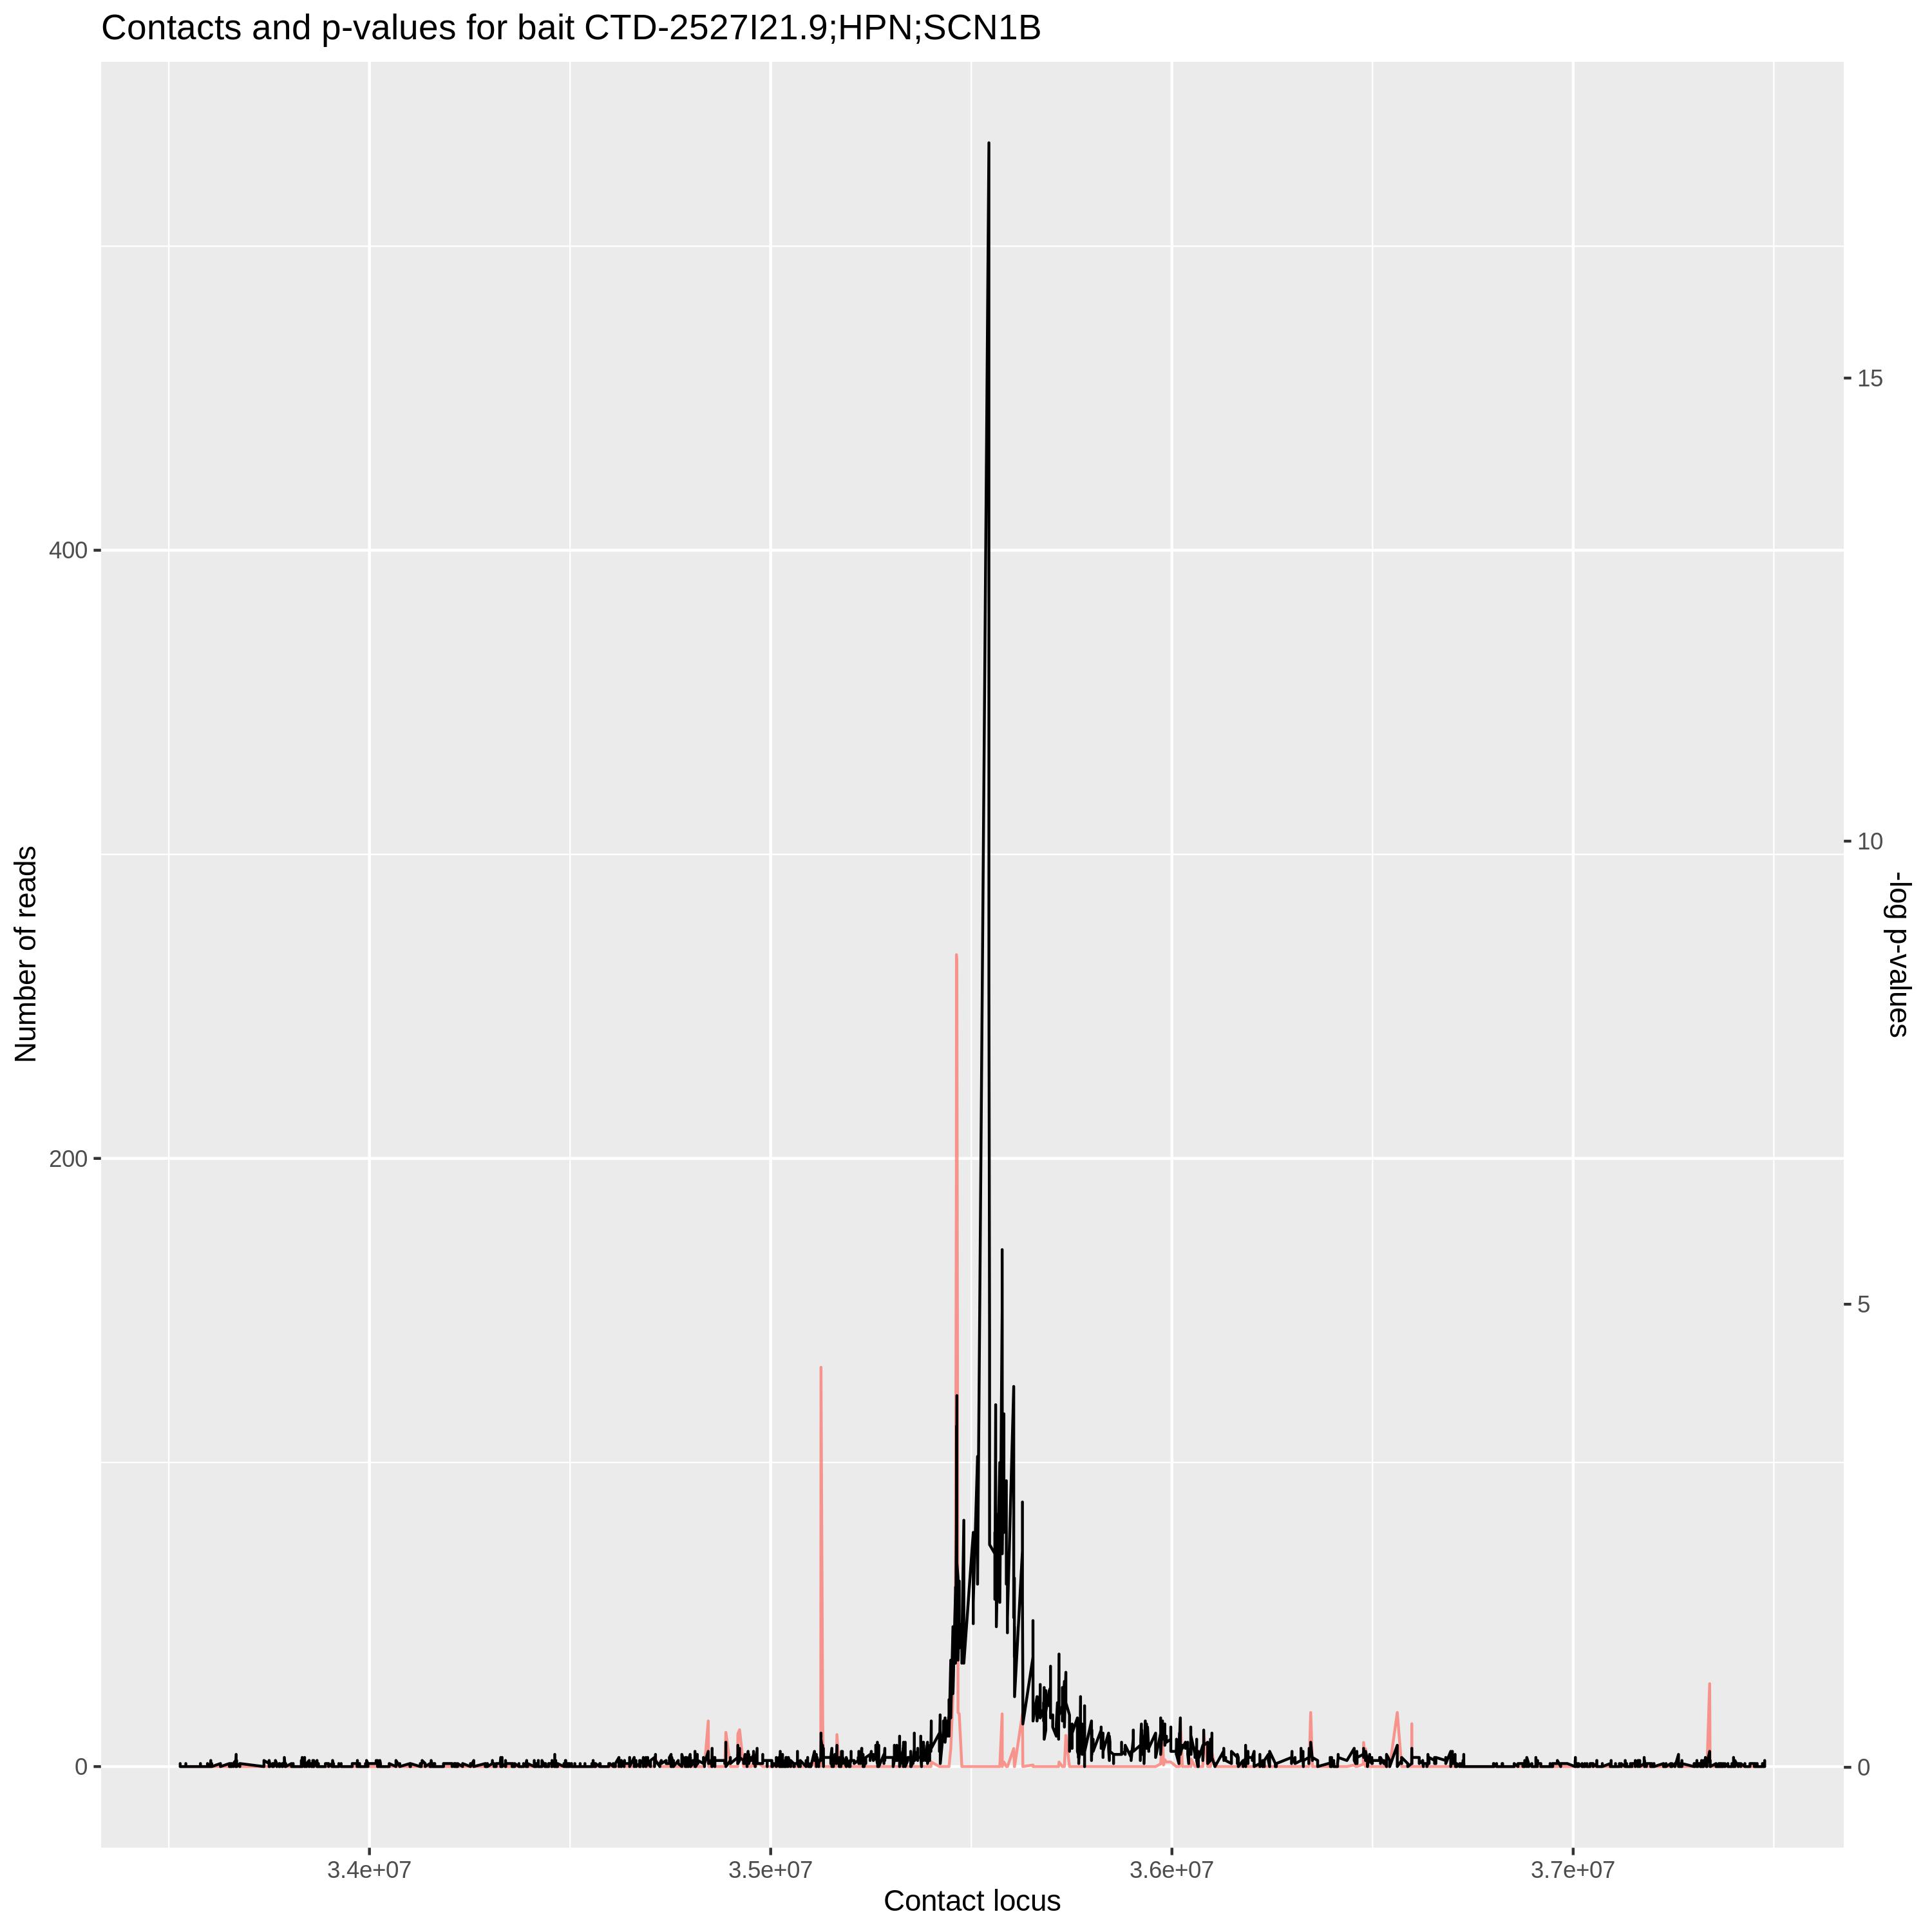 Contacts and p-values for bait CTD-2527I21.9;HPN;SCN1B
Number of reads
400
200
0
15
10
5
0
-log p-values
3.4e+07 3.5e+07 3.6e+07 3.7e+07
Contact locus